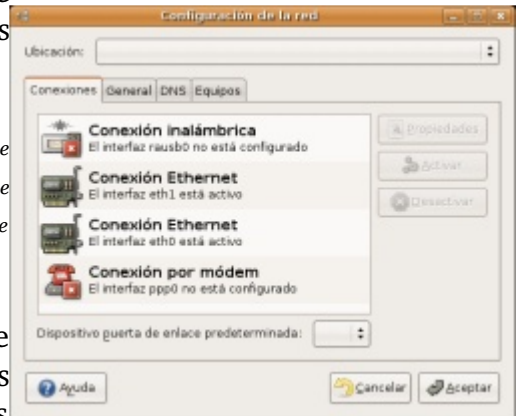 Configuración de la red
s
Ubicación:
Conexiones General DNS Equipos
Conexión inalámbrica
El interfaz rausb0 no está configurado
Propiedades
e
Conexión Ethernet
El interfaz eth1 está activo
Activar
e
Desactivar
e
Conexión Ethernet
El interfaz eth0 está activo
Conexión por módem
El interfaz ppp0 no está configurado
Dispositivo puerta de enlace predeterminada:
e
s
Ayuda Cancelar Aceptar
s